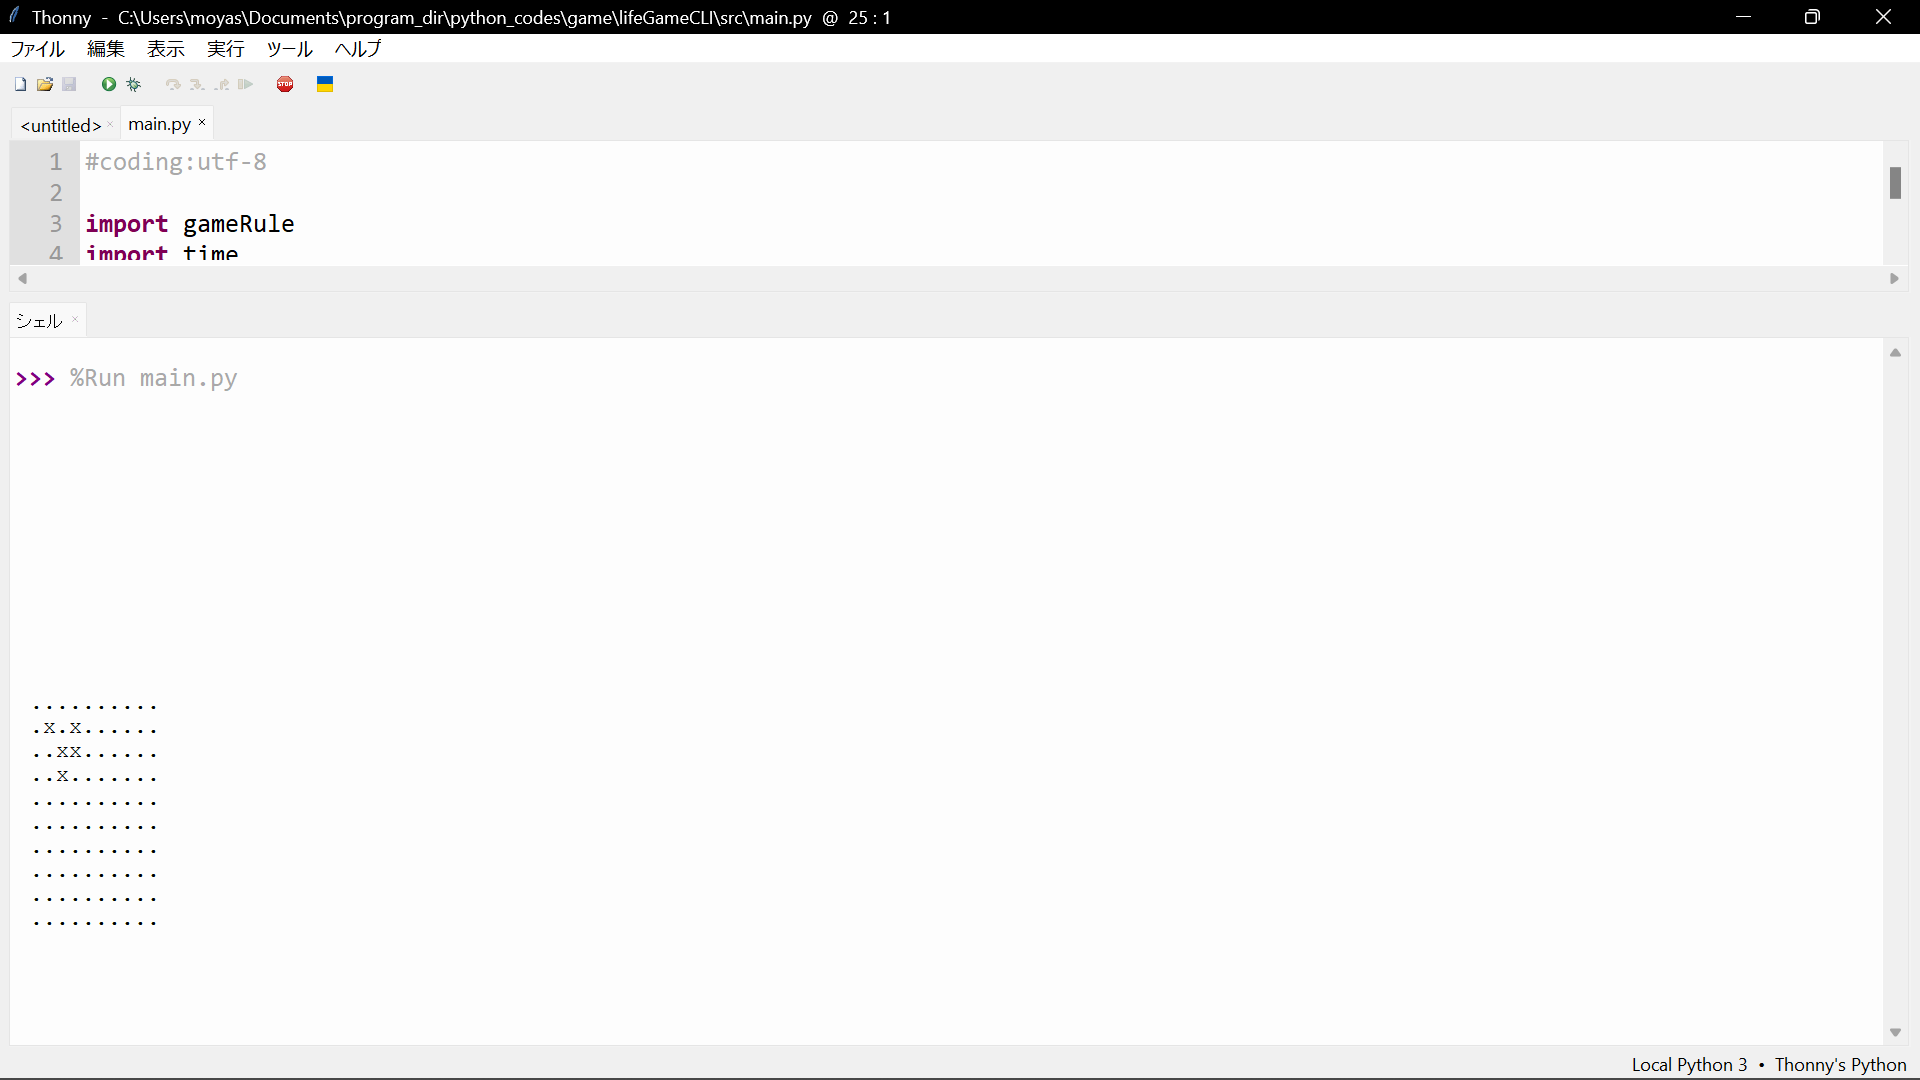 Thonny - C:\Users\moyas\Documents\program_dir\python_codes\game\lifeGameCLI\src\main.py @ 25 : 1
ファイル 編集 表示 実行 ツール ヘルプ
STOP
<untitled> × main.py ×
1 #coding:utf-8
2
3 import gameRule
4 import time
シェル ×
>>> %Run main.py
..........
.x.x......
..xx......
..x.......
..........
..........
..........
..........
..........
..........
Local Python 3 • Thonny's Python